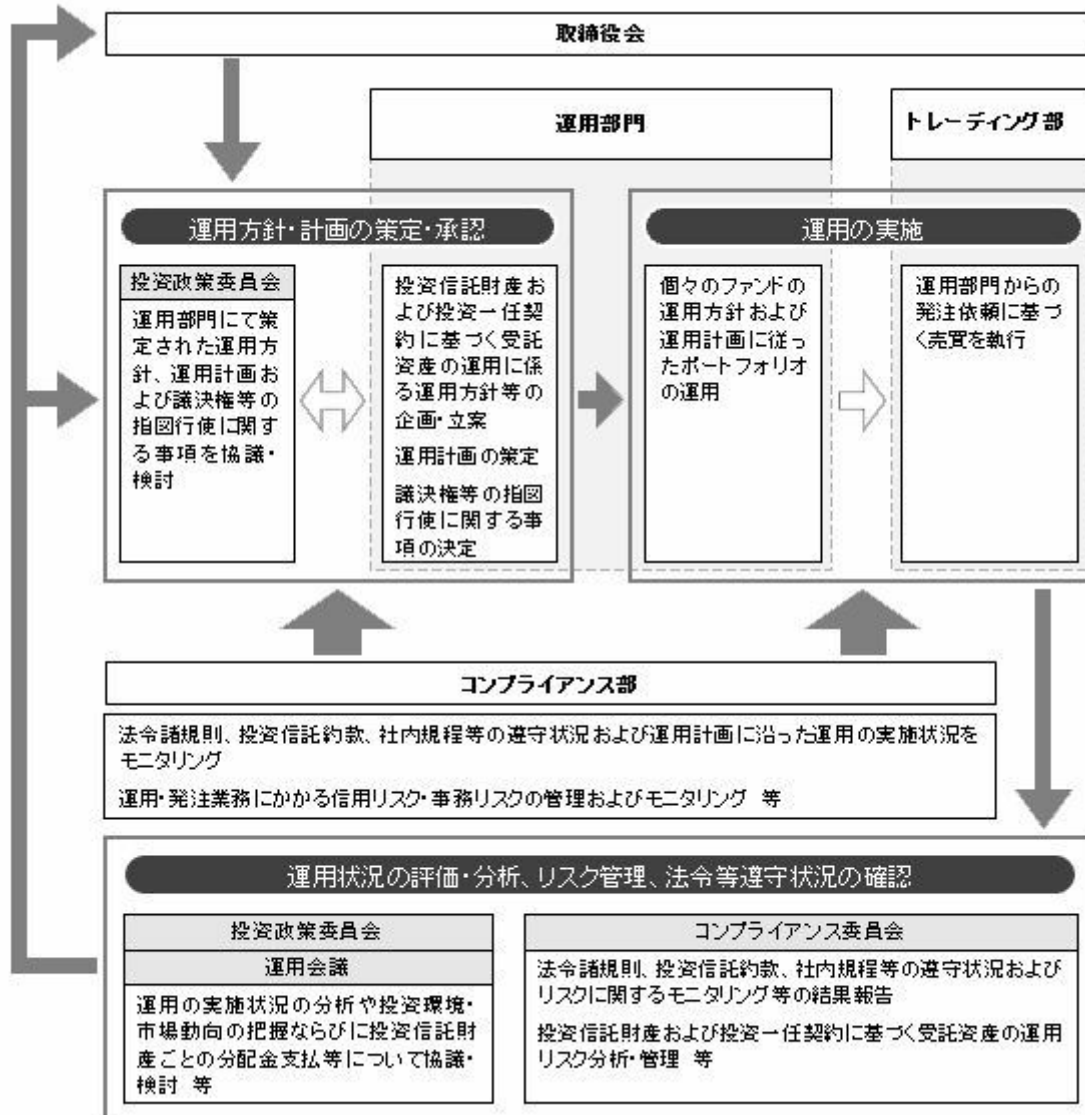 取締役会
運用部門
トレーディング部
運用方針・計画の策定・承認
投資政策委員会
運用部門にて策
定された運用方
針、運用計画お
よび議決権等の
指図行使に関す
る事項を協議・
検討
投資信託財産お
よび投資一任契
約に基づく受託
資産の運用に係
る運用方針等の
企画・立案
運用計画の策定
議決権等の指図
行使に関する事
項の決定
運用の実施
個々のファンドの
運用方針および
運用計画に従っ
たポートフォリオ
の運用
運用部門からの
発注依頼に基づ
く売買を執行
コンプライアンス部
法令諸規則、投資信託約款、社内規程等の遵守状況および運用計画に沿った運用の実施状況を
モニタリング
運用・発注業務にかかる信用リスク・事務リスクの管理およびモニタリング 等
運用状況の評価・分析、リスク管理、法令等遵守状況の確認
投資政策委員会
運用会議
運用の実施状況の分析や投資環境・
市場動向の把握ならびに投資信託財
産ごとの分配金支払等について協議・
検討 等
コンプライアンス委員会
法令諸規則、投資信託約款、社内規程等の遵守状況および
リスクに関するモニタリング等の結果報告
投資信託財産および投資一任契約に基づく受託資産の運用
リスク分析・管理 等